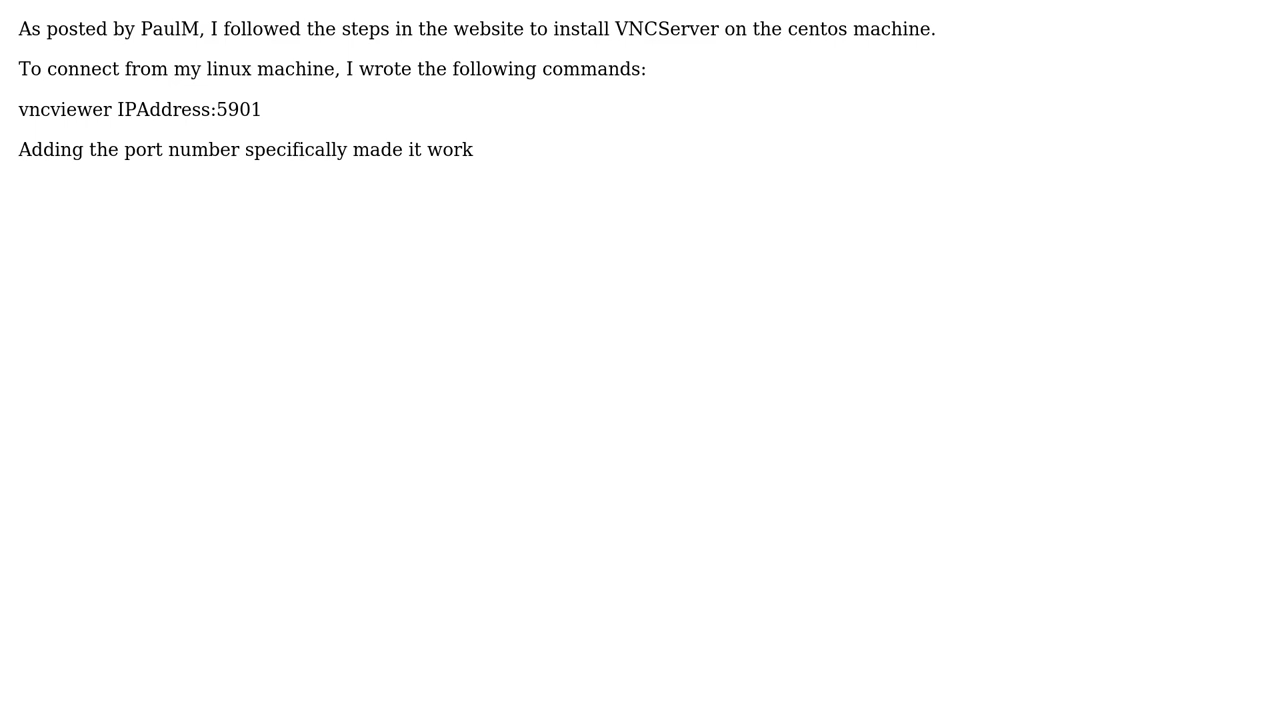 As posted by PaulM, I followed the steps in the website to install VNCServer on the centos machine.
To connect from my linux machine, I wrote the following commands:
vncviewer IPAddress:5901
Adding the port number specifically made it work